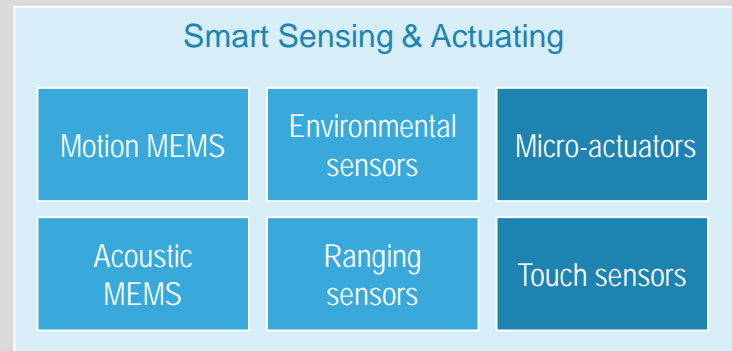 Smart Sensing & Actuating
Motion MEMS
Environmental
sensors
Micro-actuators
Acoustic
MEMS
Ranging
sensors
Touch sensors